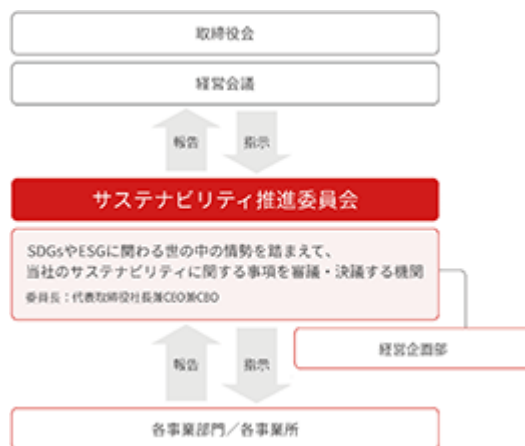 取締役会
経営会議
報告
指示
サステナビリティ推進委員会
SDGsやESGに関わる世の中の情勢を踏まえて、
当社のサステナビリティに関する事項を審議・決議する機関
委員長：代表取締役社長兼CEO兼CBO
経営企画部
報告
指示
各事業部門／各事業所